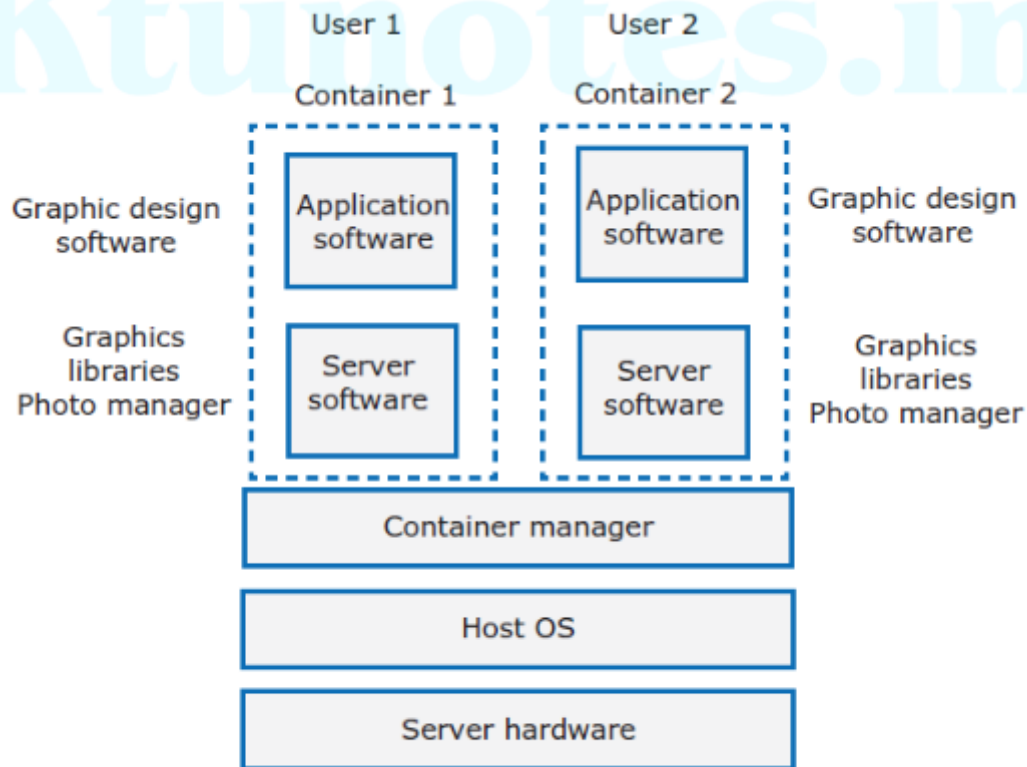 Ktunotes.in
User 1
User 2
Container 1
Container 2
Graphic design
software
Application
software
Application
software
Graphic design
software
Graphics
libraries
Photo manager
Server
software
Server
software
Graphics
libraries
Photo manager
Container manager
Host OS
Server hardware